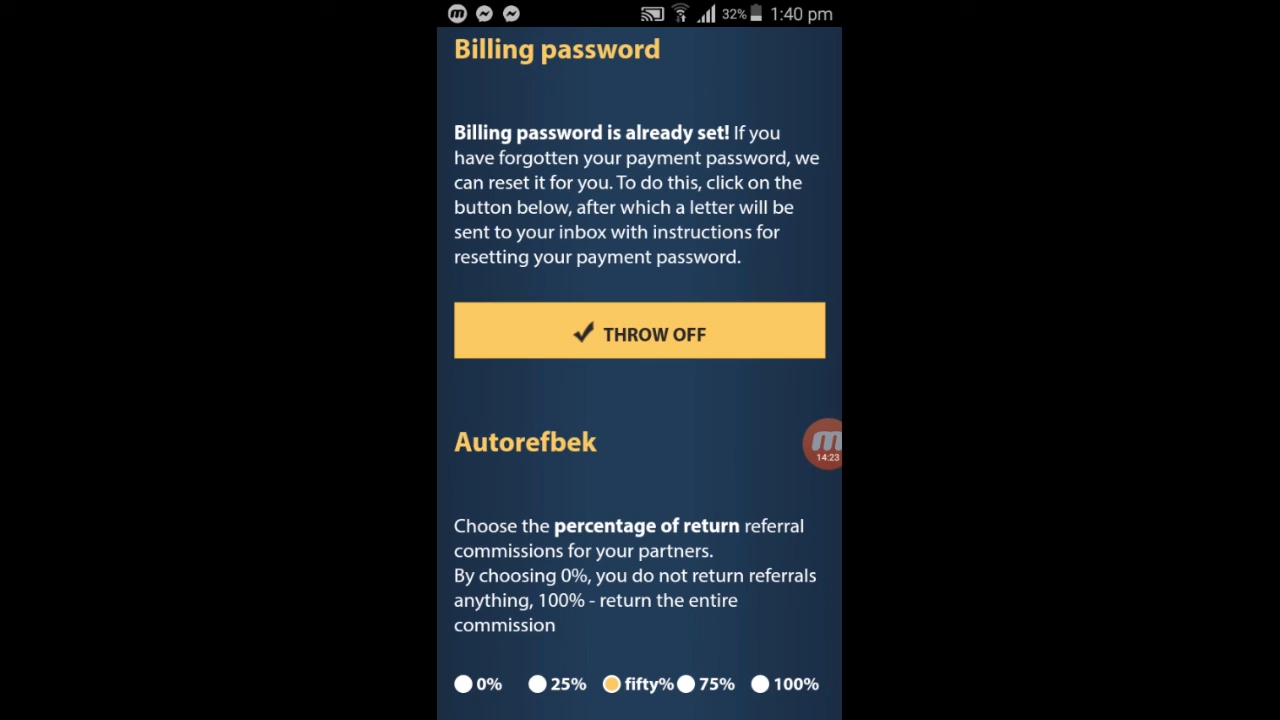 32% 1:40 pm
Billing password
Billing password is already set! If you
have forgotten your payment password, we
can reset it for you. To do this, click on the
button below, after which a letter will be
sent to your inbox with instructions for
resetting your payment password.
THROW OFF
Autorefbek
14:23
Choose the percentage of return referral
commissions for your partners.
By choosing 0%, you do not return referrals
anything, 100% - return the entire
commission
0% 25% fifty% 75% 100%